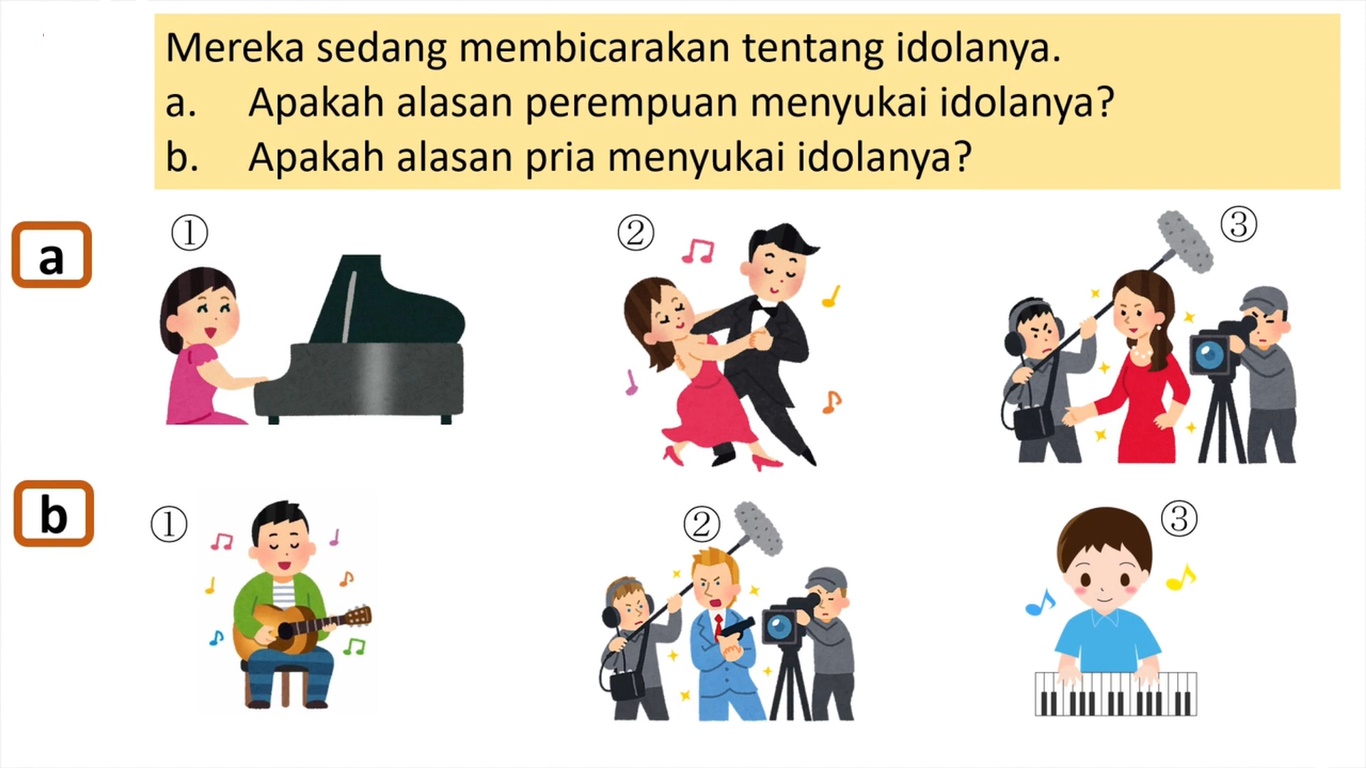 Mereka sedang membicarakan tentang idolanya.
a. Apakah alasan perempuan menyukai idolanya?
b. Apakah alasan pria menyukai idolanya?
a
①
②
③
b
①
②
③